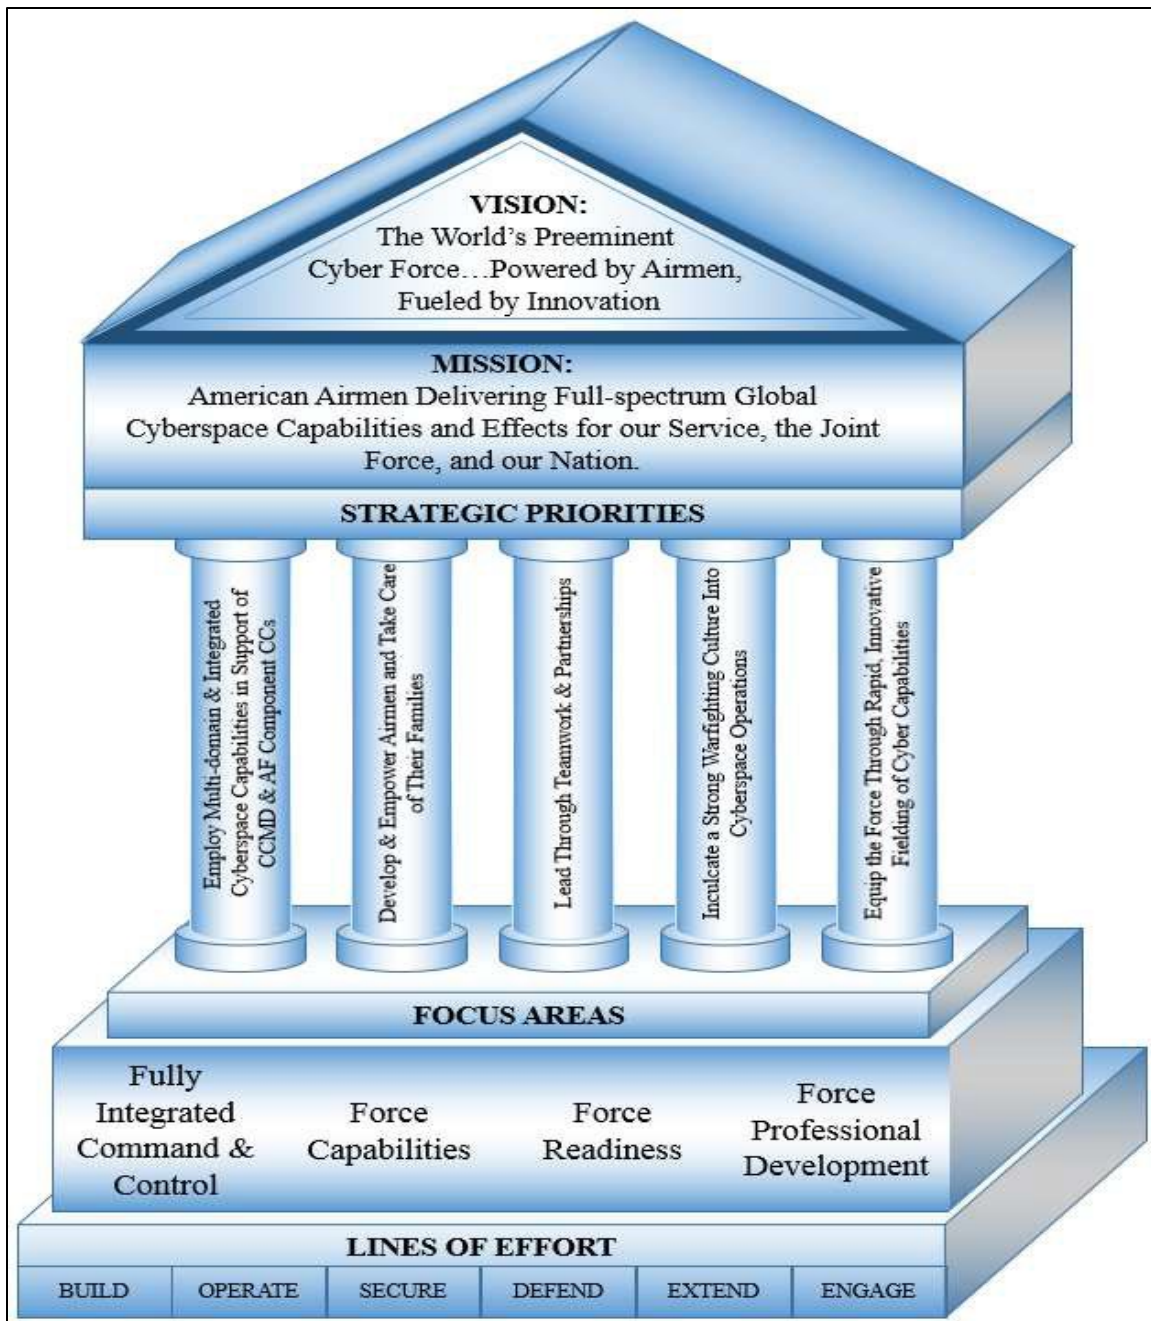 VISION:
The World's Preeminent
Cyber Force…Powered by Airmen,
Fueled by Innovation
MISSION:
American Airmen Delivering Full-spectrum Global
Cyberspace Capabilities and Effects for our Service, the Joint
Force, and our Nation.
STRATEGIC PRIORITIES
Employ Multi-domain & Integrated
Cyberspace Capabilities in Support of
CCMD & AF Component CCs
Develop & Empower Airmen and Take Care
of Their Families
Lead Through Teamwork & Partnerships
Inculcate a Strong Warfighting Culture Into
Cyberspace Operations
Equip the Force Through Rapid, Innovative
Fielding of Cyber Capabilities
FOCUS AREAS
Fully
Integrated
Command &
Control
Force
Capabilities
Force
Readiness
Force
Professional
Development
LINES OF EFFORT
BUILD
OPERATE
SECURE
DEFEND
EXTEND
ENGAGE